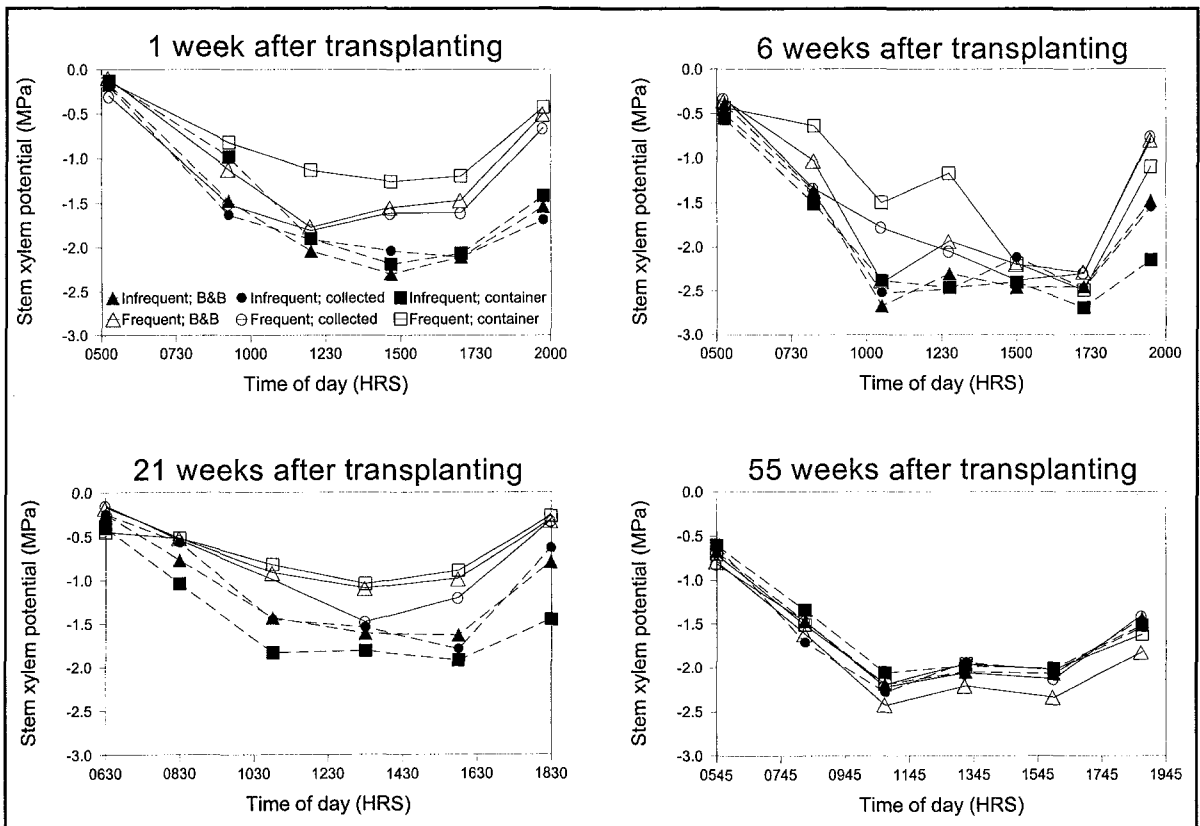 1 week after transplanting
Stem xylem potential (MPa)
0.0
-0.5
-1.0
-1.5
-2.0
-2.5
-3.0
Infrequent; B&B Infrequent; collected Infrequent; container
Frequent; B&B Frequent; collected Frequent; container
0500 0730 1000 1230 1500 1730 2000
Time of day (HRS)
6 weeks after transplanting
Stem xylem potential (MPa)
0.0
-0.5
-1.0
-1.5
-2.0
-2.5
-3.0
0500 0730 1000 1230 1500 1730 2000
Time of day (HRS)
21 weeks after transplanting
Stem xylem potential (MPa)
0.0
-0.5
-1.0
-1.5
-2.0
-2.5
-3.0
0630 0830 1030 1230 1430 1630 1830
Time of day (HRS)
55 weeks after transplanting
Stem xylem potential (MPa)
0.0
-0.5
-1.0
-1.5
-2.0
-2.5
-3.0
0545 0745 0945 1145 1345 1545 1745 1945
Time of day (HRS)